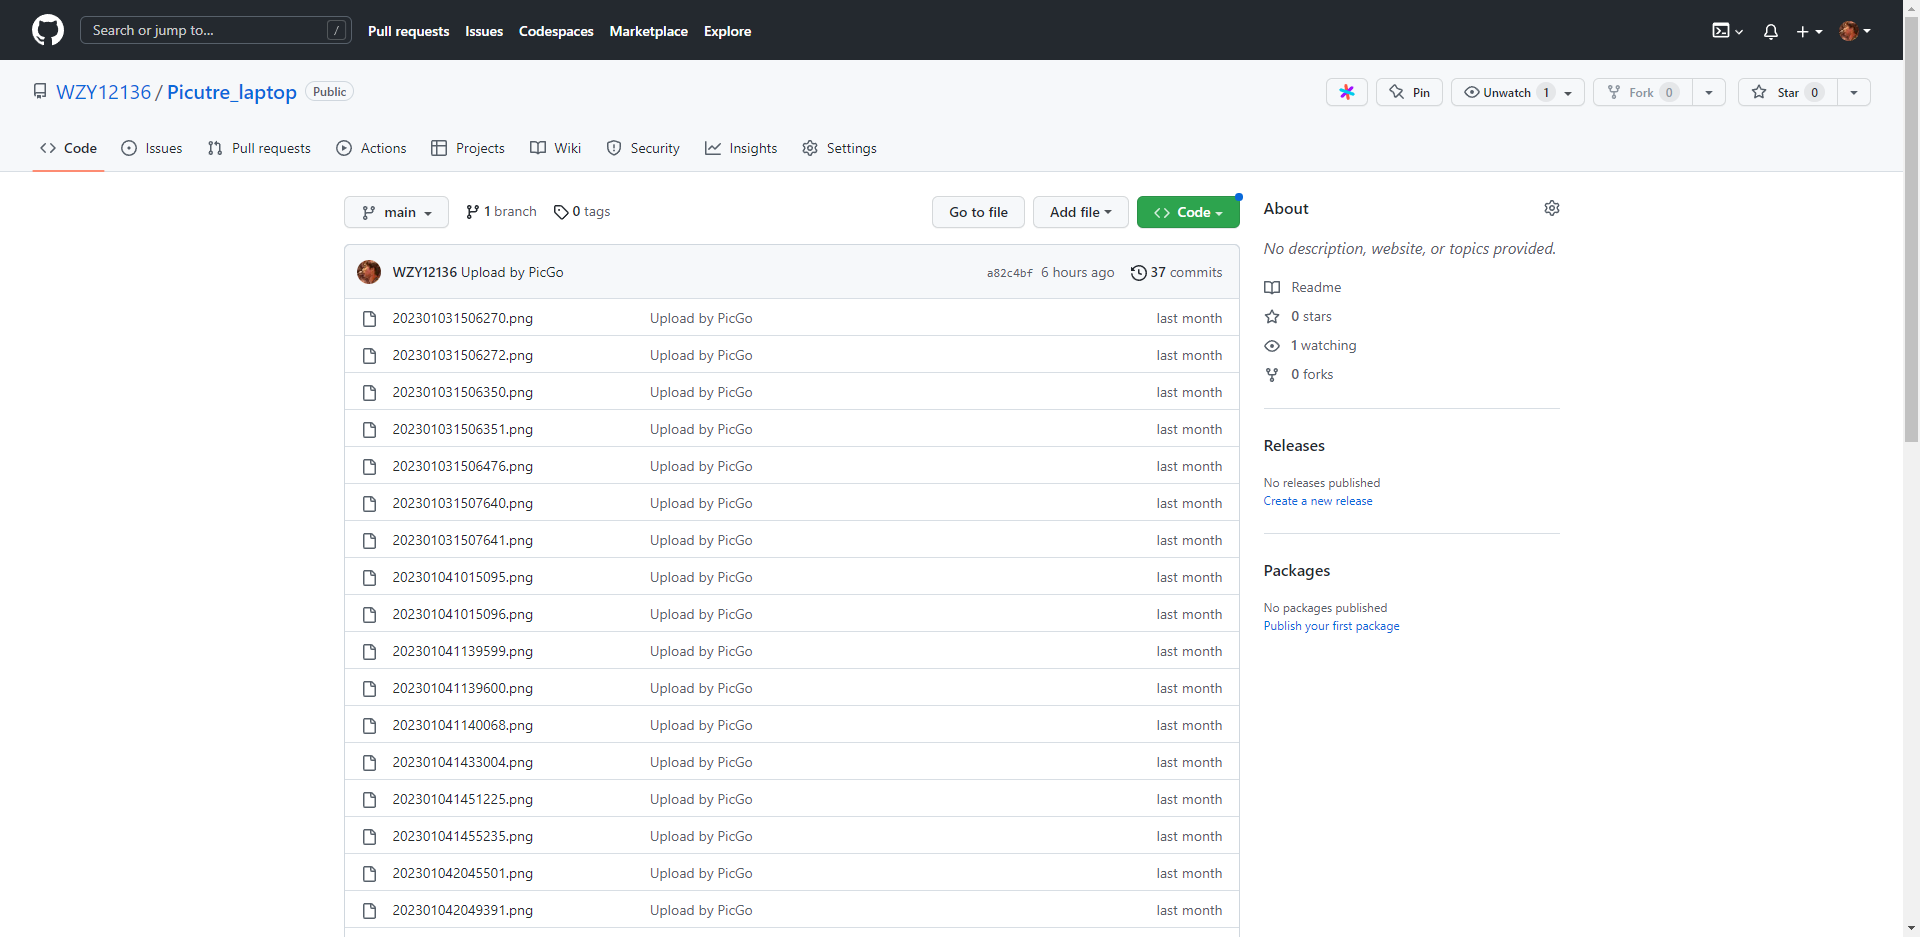 Search or jump to... /
Pull requests Issues Codespaces Marketplace Explore
WZY12136 / Picutre_laptop Public
Pin Unwatch 1 Fork 0 Star 0
Code Issues Pull requests Actions Projects Wiki Security Insights Settings
main 1 branch 0 tags Go to file Add file Code
WZY12136 Upload by PicGo a82c4bf 6 hours ago 37 commits
202301031506270.png Upload by PicGo last month
202301031506272.png Upload by PicGo last month
202301031506350.png Upload by PicGo last month
202301031506351.png Upload by PicGo last month
202301031506476.png Upload by PicGo last month
202301031507640.png Upload by PicGo last month
202301031507641.png Upload by PicGo last month
202301041015095.png Upload by PicGo last month
202301041015096.png Upload by PicGo last month
202301041139599.png Upload by PicGo last month
202301041139600.png Upload by PicGo last month
202301041140068.png Upload by PicGo last month
202301041433004.png Upload by PicGo last month
202301041451225.png Upload by PicGo last month
202301041455235.png Upload by PicGo last month
202301042045501.png Upload by PicGo last month
202301042049391.png Upload by PicGo last month
About
No description, website, or topics provided.
Readme
0 stars
1 watching
0 forks
Releases
No releases published
Create a new release
Packages
No packages published
Publish your first package